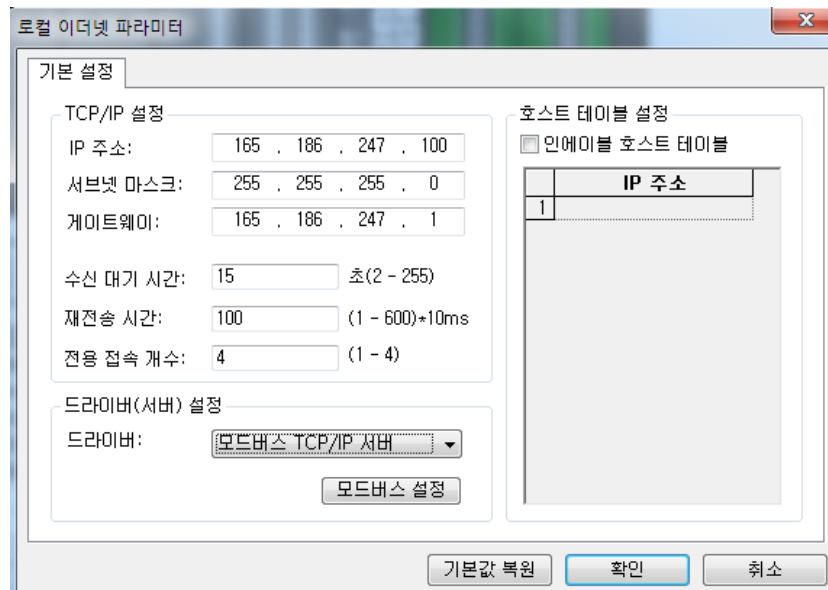 로컬 이더넷 파라미터
기본 설정
TCP/IP 설정
IP 주소: 165 . 186 . 247 . 100
서브넷 마스크: 255 . 255 . 255 . 0
게이트웨이: 165 . 186 . 247 . 1
수신 대기 시간: 15 초(2 - 255)
재전송 시간: 100 (1 - 600)*10ms
전용 접속 개수: 4 (1 - 4)
드라이버(서버) 설정
드라이버: 모드버스 TCP/IP 서버
모드버스 설정
호스트 테이블 설정
인에이블 호스트 테이블
IP 주소
1
기본값 복원 확인 취소